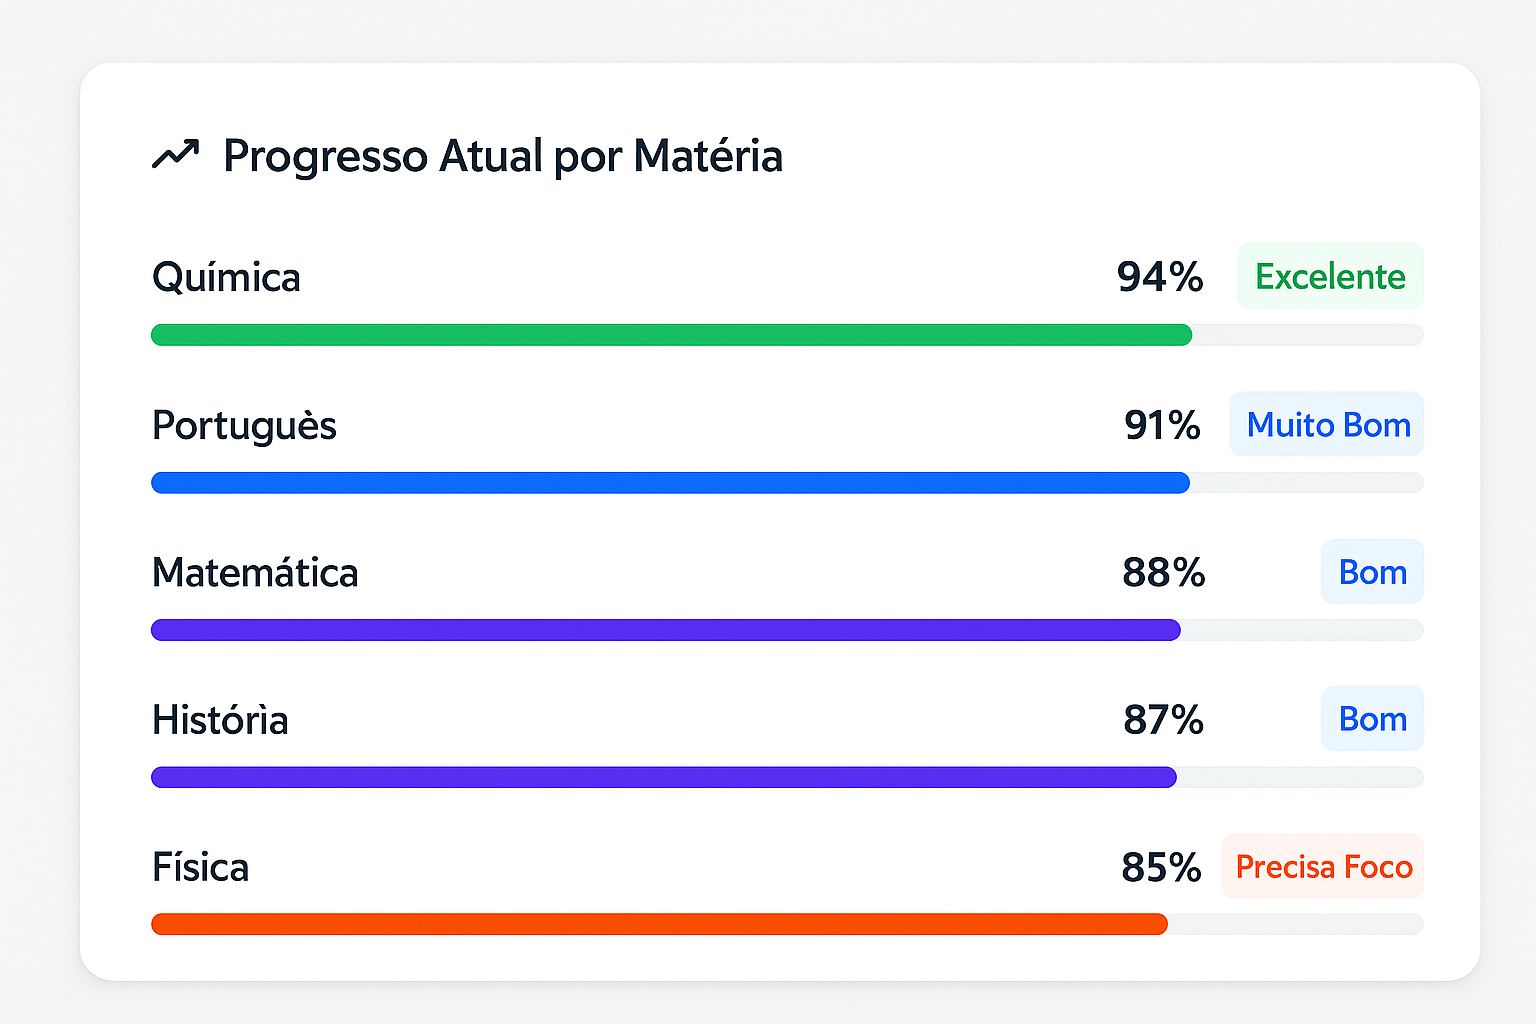 Progresso Atual por Matéria
Química 94% Excelente
Portuguès 91% Muito Bom
Matemática 88% Bom
Históría 87% Bom
Física 85% Precisa Foco